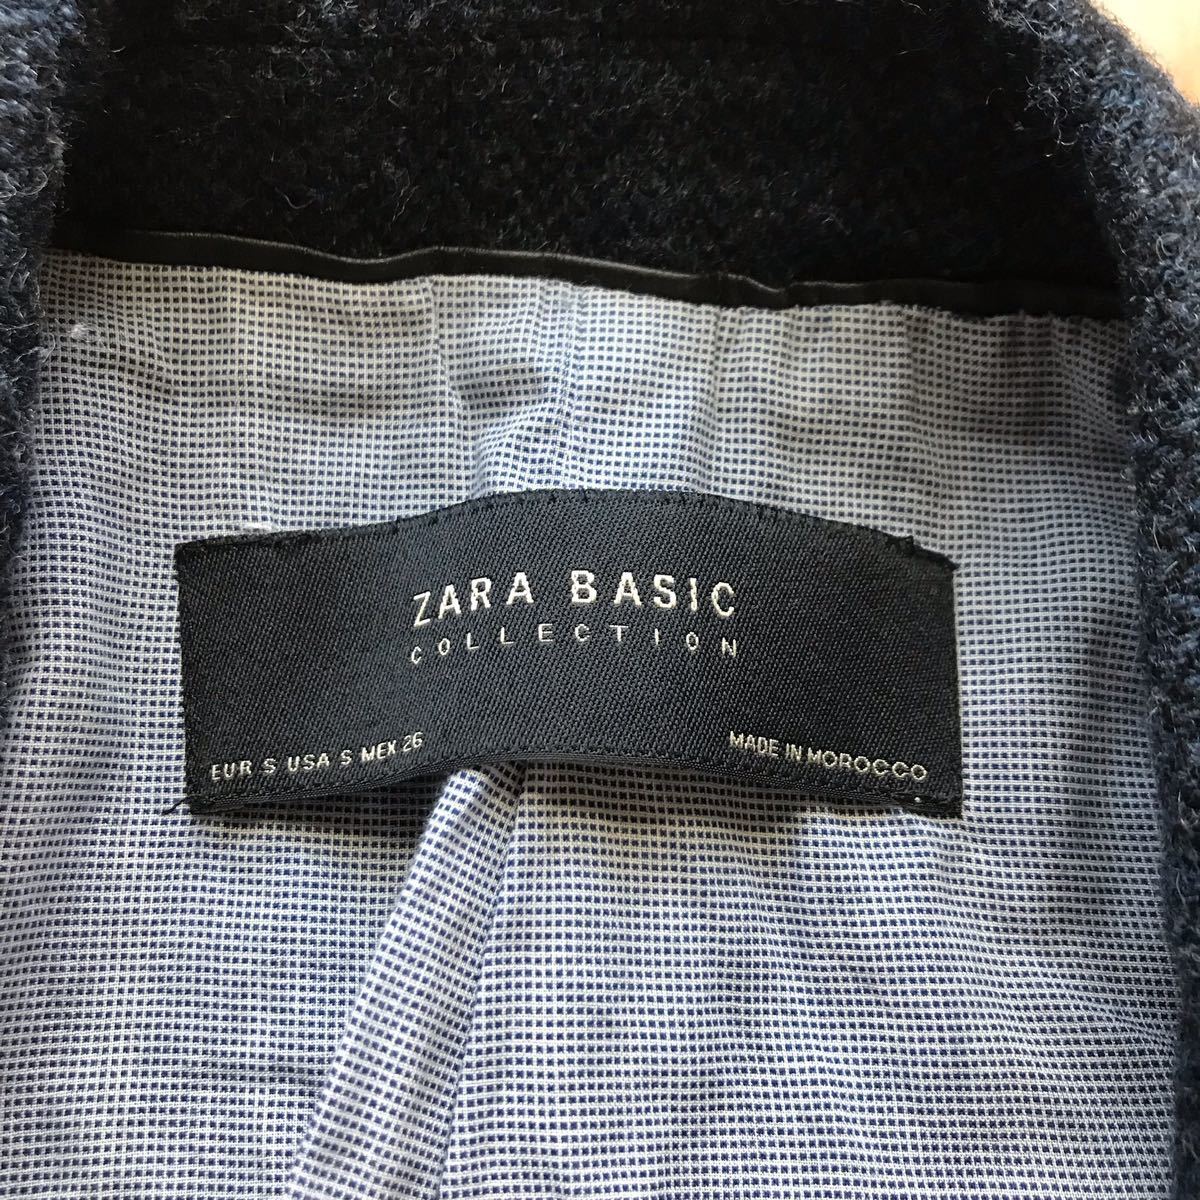 ZARA BASIC
COLLECTION
EUR S USA S MEX 26
MADE IN MOROCCO